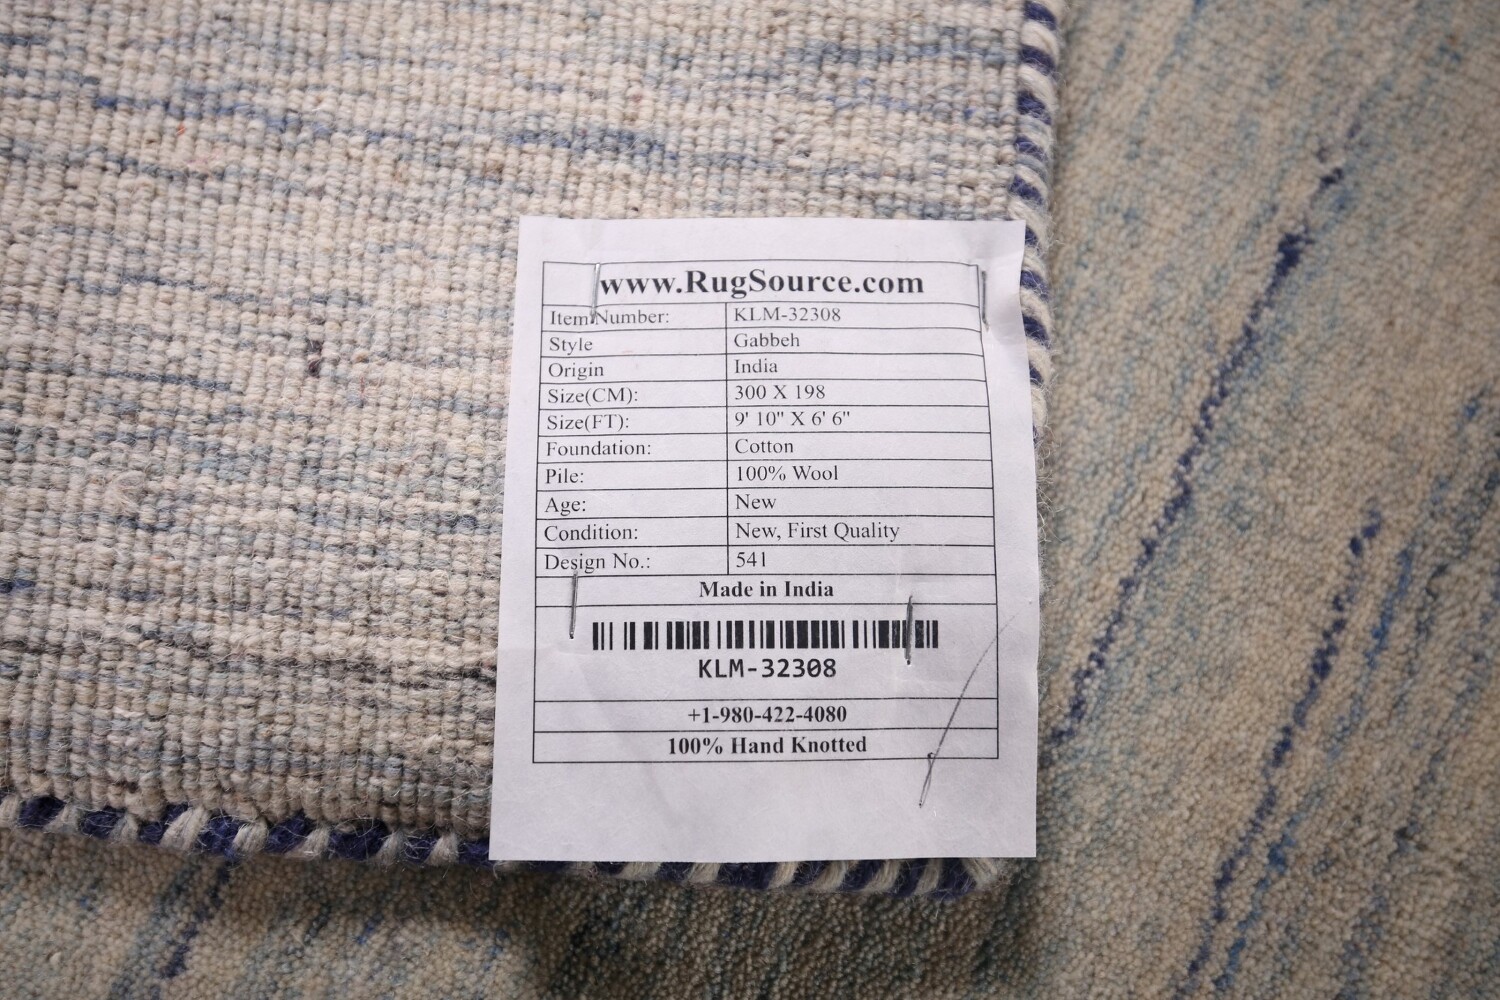 www.RugSource.com
Item Number: KLM-32308
Style Gabbeh
Origin India
Size(CM): 300 X 198
Size(FT): 9' 10" X 6' 6"
Foundation: Cotton
Pile: 100% Wool
Age: New
Condition: New, First Quality
Design No.: 541
Made in India
KLM-32308
+1-980-422-4080
100% Hand Knotted